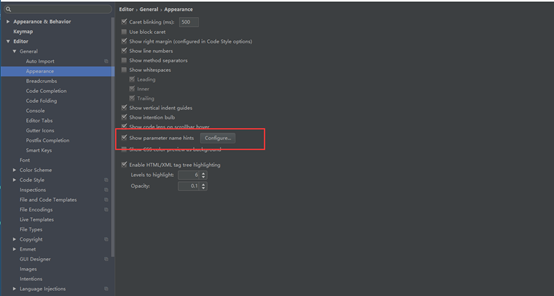 Appearance & Behavior
Keymap
Editor
General
Auto Import
Appearance
Breadcrumbs
Code Completion
Code Folding
Console
Editor Tabs
Gutter Icons
Postfix Completion
Smart Keys
Font
Color Scheme
Code Style
Inspections
File and Code Templates
File Encodings
Live Templates
File Types
Copyright
Emmet
GUI Designer
Images
Intentions
Language Injections
Editor › General › Appearance
Caret blinking (ms): 500
Use block caret
Show right margin (configured in Code Style options)
Show line numbers
Show method separators
Show whitespaces
Leading
Inner
Trailing
Show vertical indent guides
Show intention bulb
Show code lens on scrollbar hover
Show parameter name hints Configure...
Show CSS color preview as background
Enable HTML/XML tag tree highlighting
Levels to highlight: 6
Opacity: 0.1